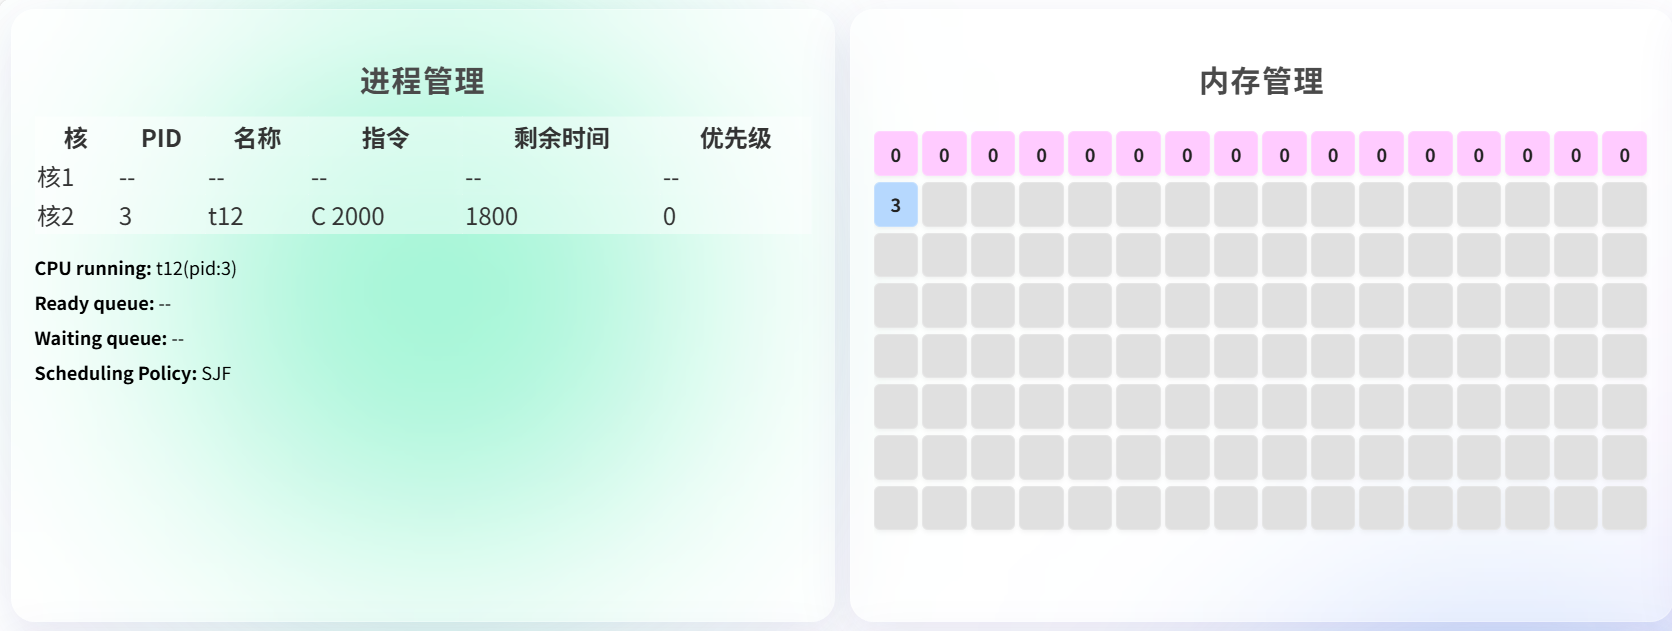 进程管理
核 PID 名称 指令 剩余时间 优先级
核1 -- -- -- -- --
核2 3 t12 C 2000 1800 0
CPU running: t12(pid:3)
Ready queue: --
Waiting queue: --
Scheduling Policy: SJF
内存管理
0 0 0 0 0 0 0 0 0 0 0 0 0 0 0 0
3